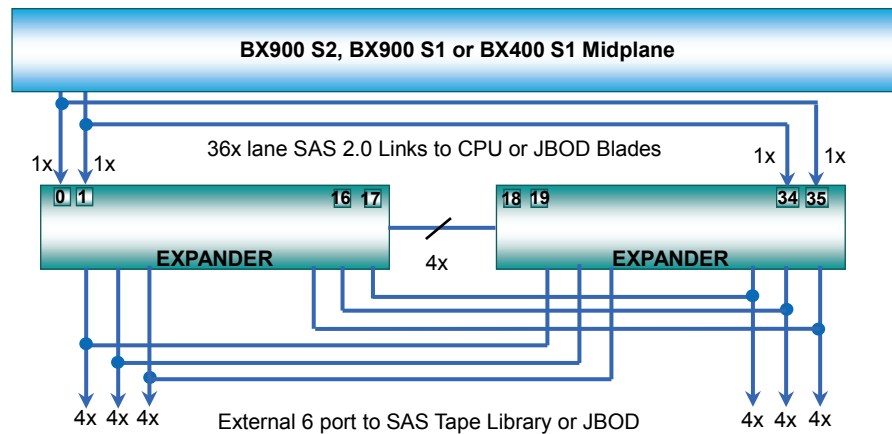 BX900 S2, BX900 S1 or BX400 S1 Midplane
36x lane SAS 2.0 Links to CPU or JBOD Blades
1x 1x 1x 1x
0 1 16 17 18 19 34 35
EXPANDER EXPANDER
4x
4x 4x 4x 4x 4x 4x
External 6 port to SAS Tape Library or JBOD